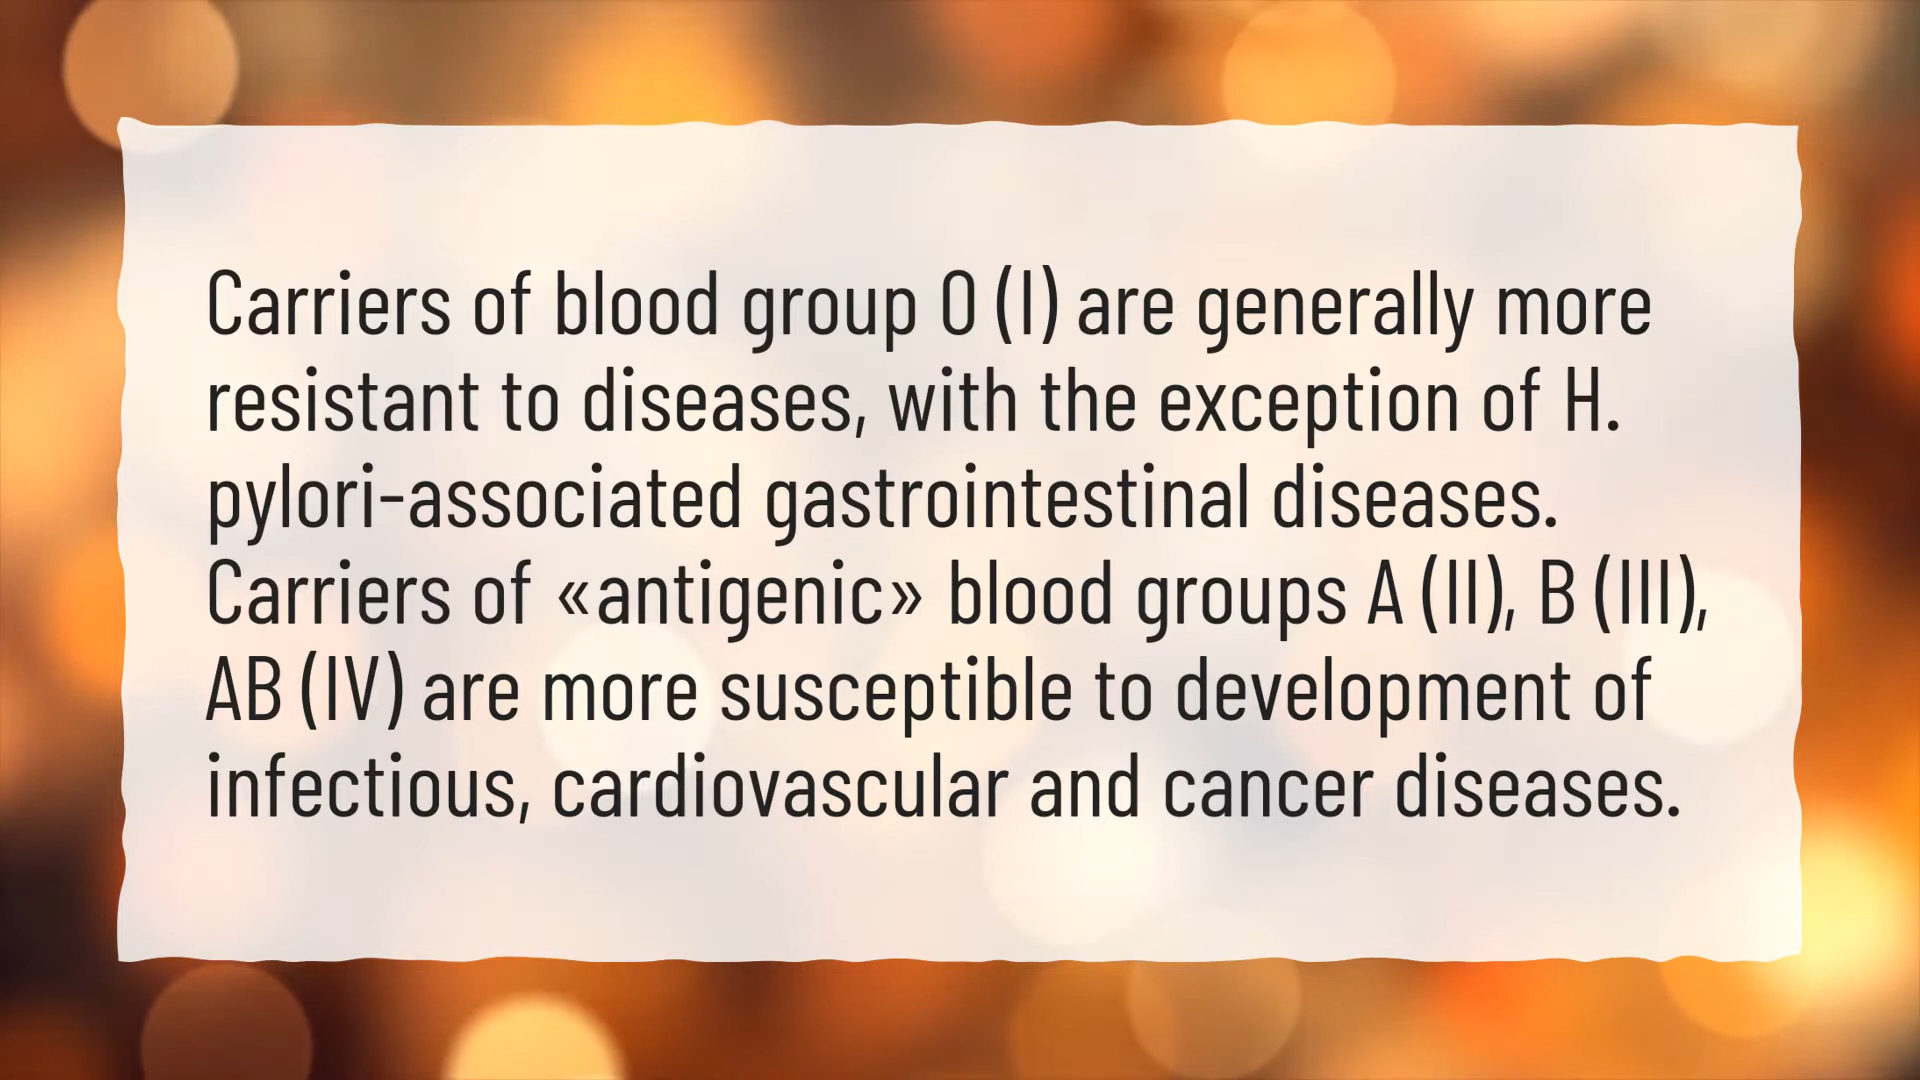 Carriers of blood group O (I) are generally more
resistant to diseases, with the exception of H.
pylori-associated gastrointestinal diseases.
Carriers of «antigenic» blood groups A (II), B (III),
AB (IV) are more susceptible to development of
infectious, cardiovascular and cancer diseases.